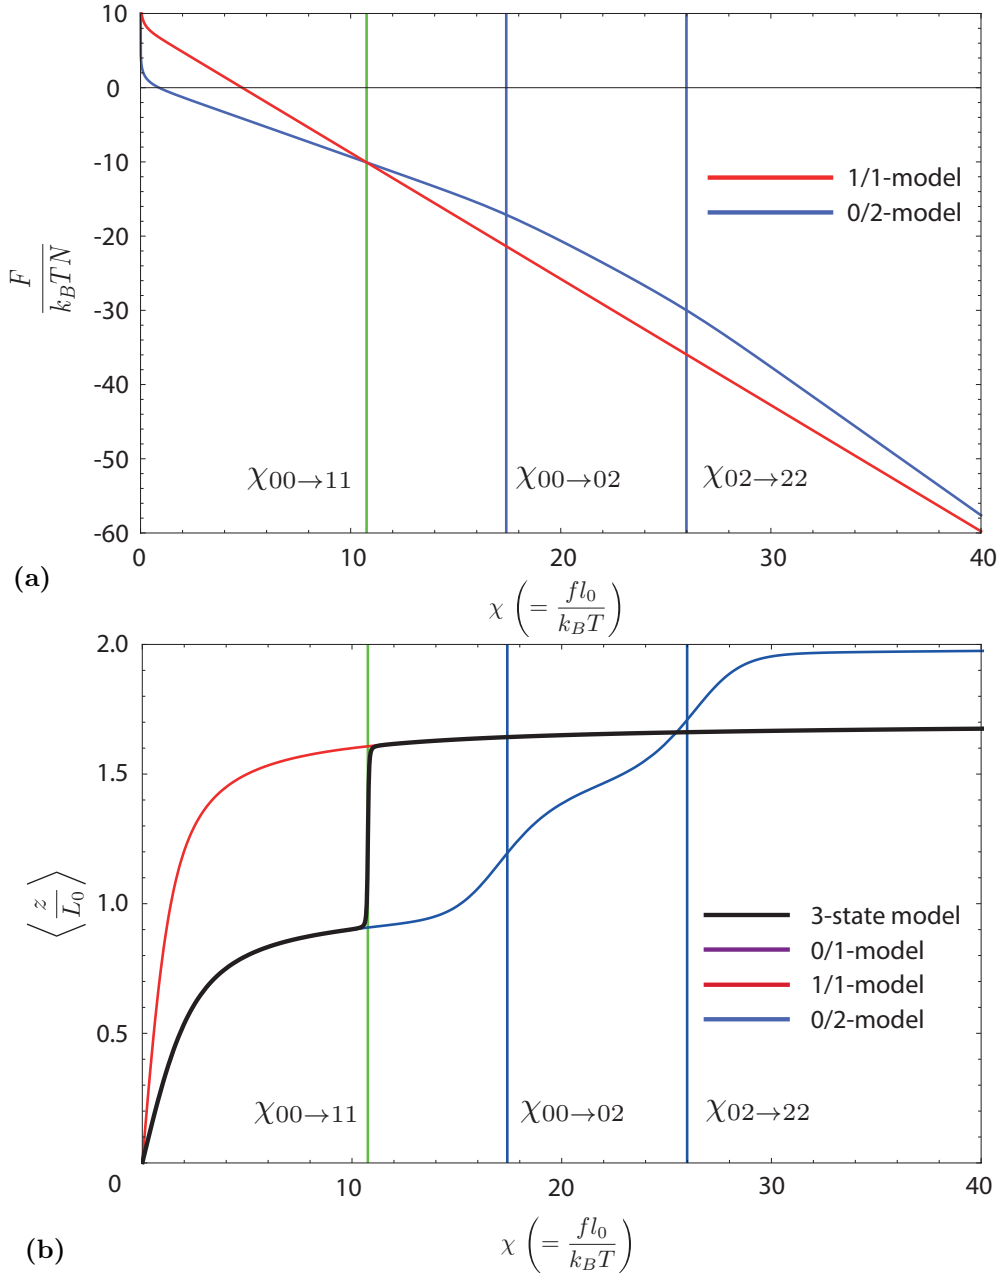 10
0
-10
-20
-30
-40
-50
-60
F / k_B T N
1/1-model
0/2-model
χ00→11
χ00→02
χ02→22
0 10 20 30 40
(a)
χ (= fl_0 / k_B T)
2.0
1.5
1.0
0.5
0
⟨ z / L_0 ⟩
3-state model
0/1-model
1/1-model
0/2-model
χ00→11
χ00→02
χ02→22
10 20 30 40
(b)
χ (= fl_0 / k_B T)